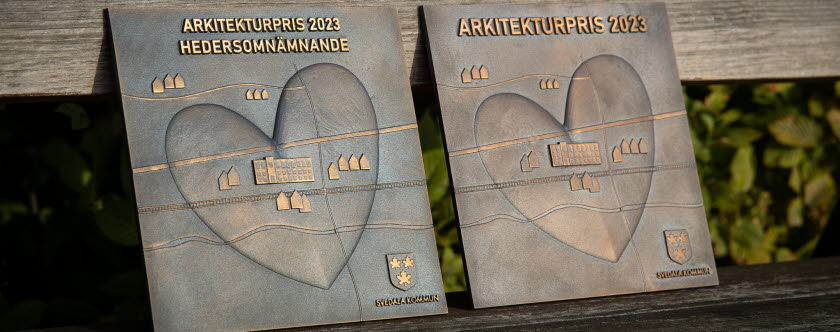 ARKITEKTURPRIS 2023
HEDERSOMNÄMNANDE
SVEDALA KOMMUN
ARKITEKTURPRIS 2023
SVEDALA KOMMUN